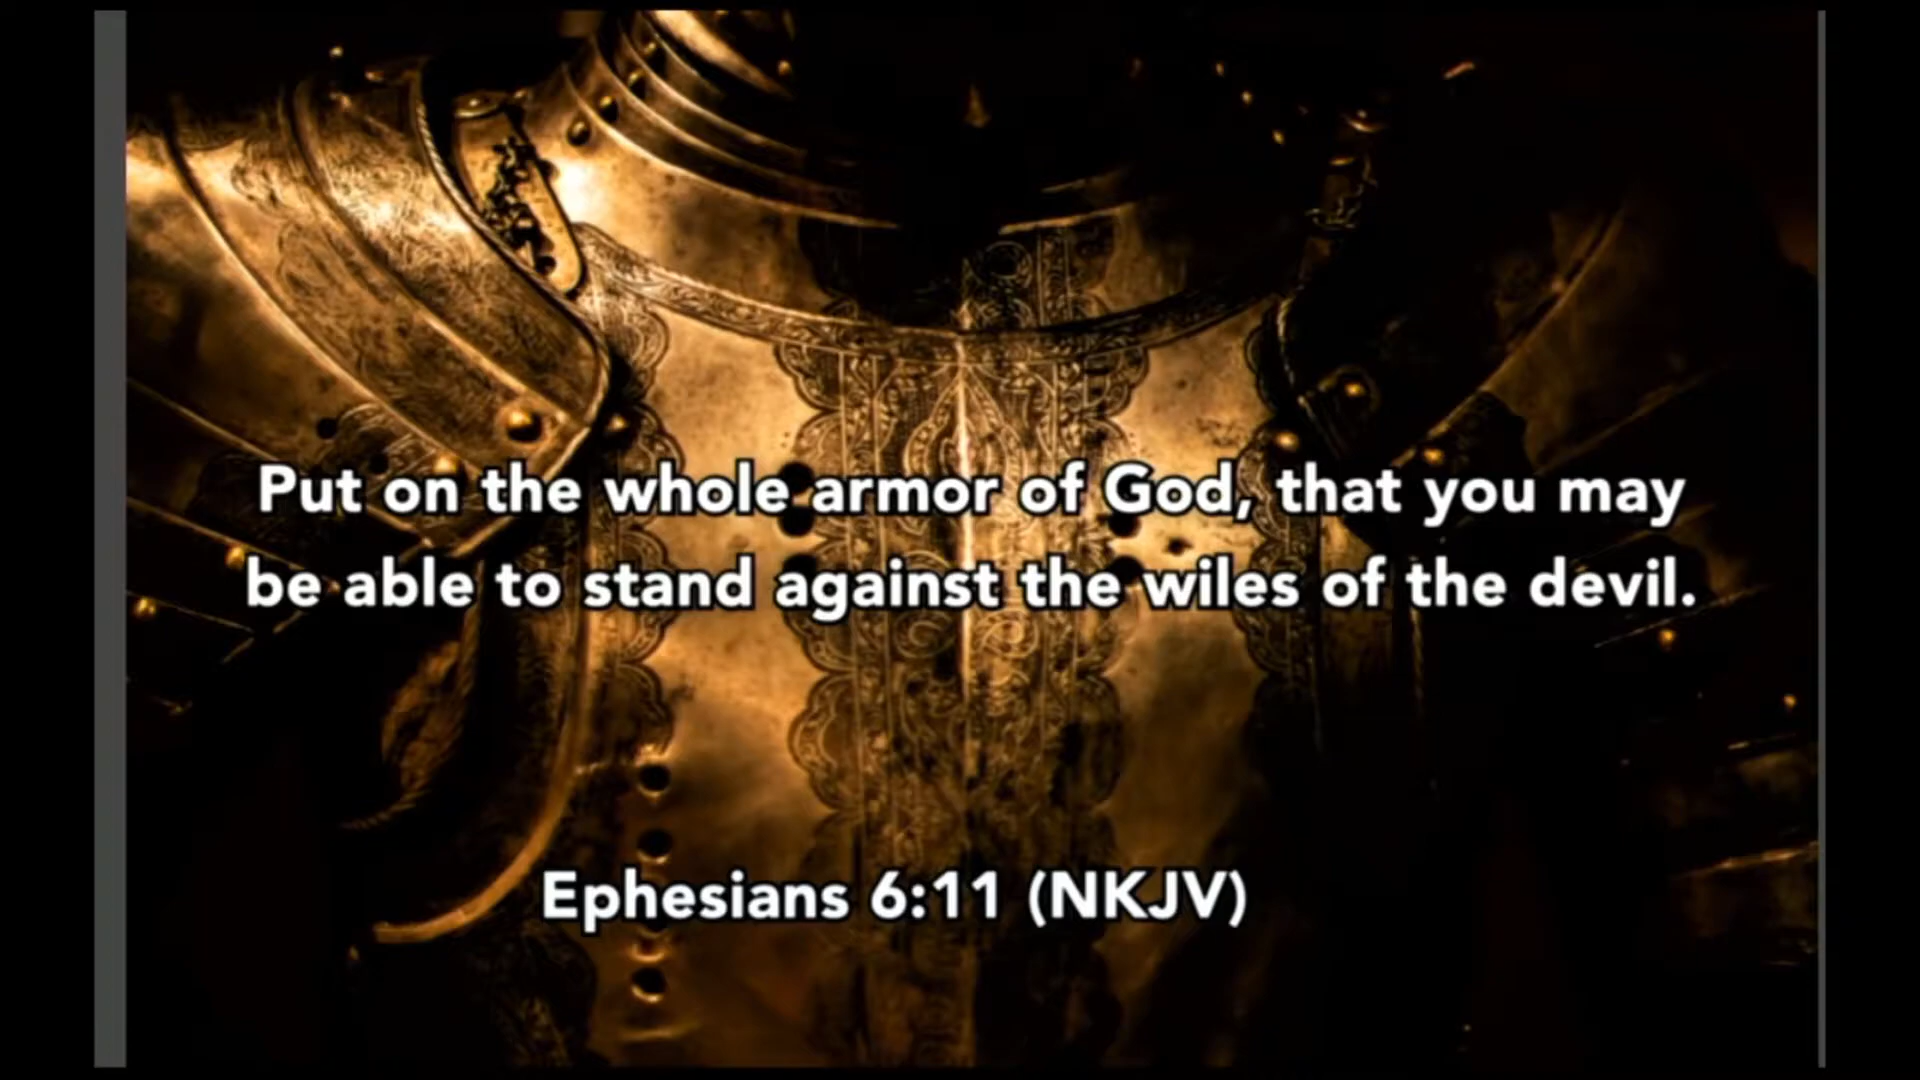 Put on the whole armor of God, that you may
be able to stand against the wiles of the devil.
Ephesians 6:11 (NKJV)